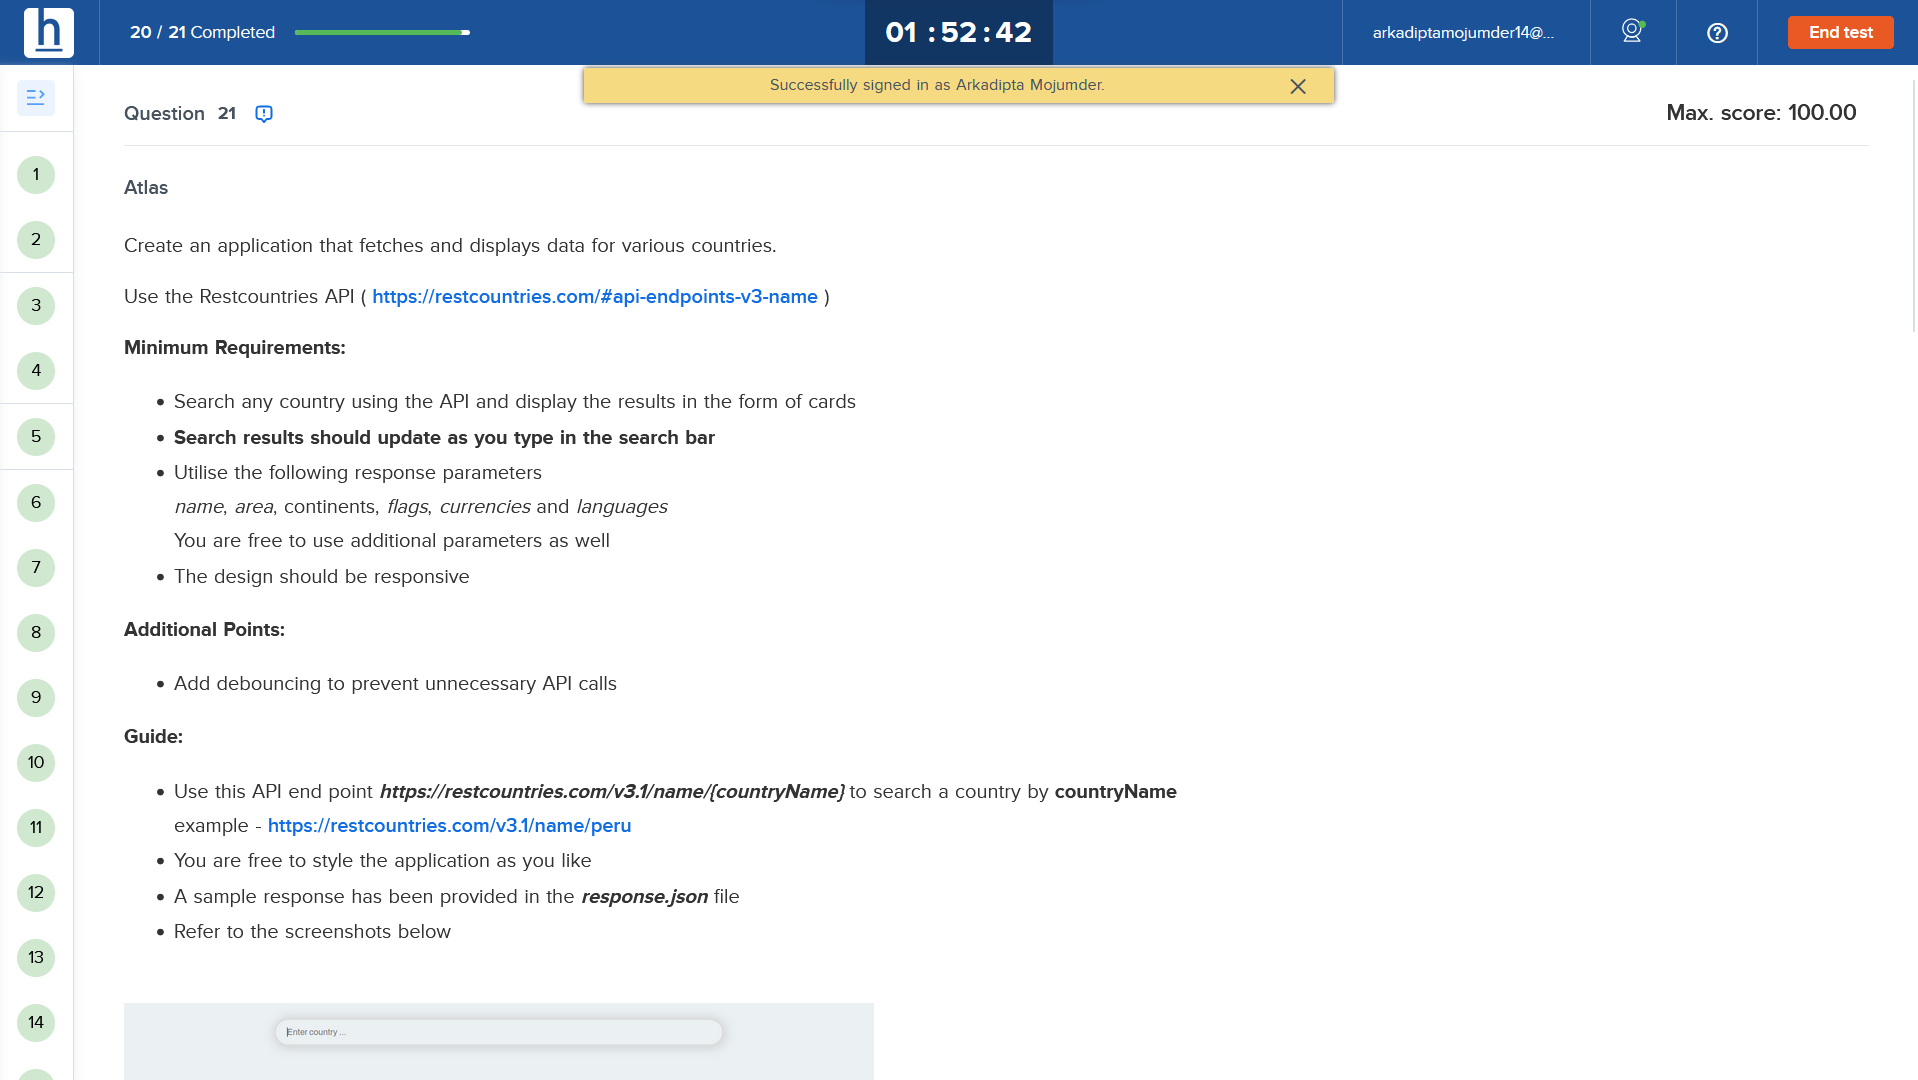 h
20 / 21 Completed
01 : 52 : 42
arkadiptamojumder14@...
End test
Successfully signed in as Arkadipta Mojumder.
Question 21
Max. score: 100.00
Atlas
Create an application that fetches and displays data for various countries.
Use the Restcountries API ( https://restcountries.com/#api-endpoints-v3-name )
Minimum Requirements:
• Search any country using the API and display the results in the form of cards
• Search results should update as you type in the search bar
• Utilise the following response parameters
name, area, continents, flags, currencies and languages
You are free to use additional parameters as well
• The design should be responsive
Additional Points:
• Add debouncing to prevent unnecessary API calls
Guide:
• Use this API end point https://restcountries.com/v3.1/name/{countryName} to search a country by countryName
example - https://restcountries.com/v3.1/name/peru
• You are free to style the application as you like
• A sample response has been provided in the response.json file
• Refer to the screenshots below
Enter country ...
1
2
3
4
5
6
7
8
9
10
11
12
13
14